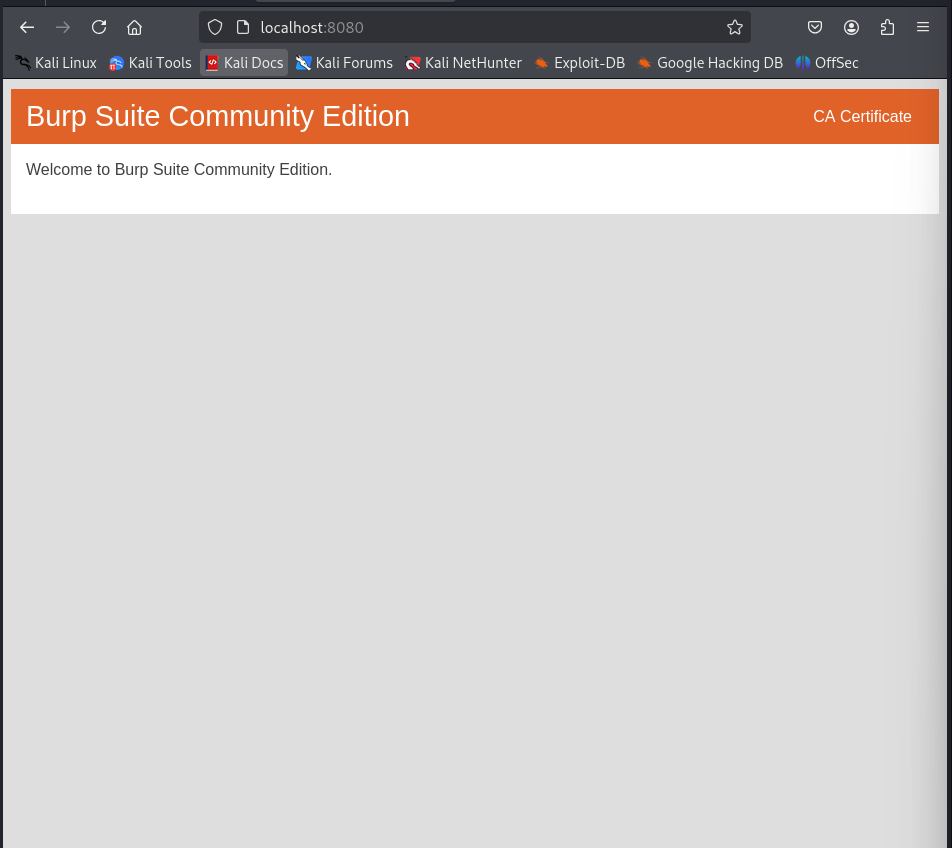 localhost:8080
Kali Linux Kali Tools Kali Docs Kali Forums Kali NetHunter Exploit-DB Google Hacking DB OffSec
Burp Suite Community Edition CA Certificate
Welcome to Burp Suite Community Edition.